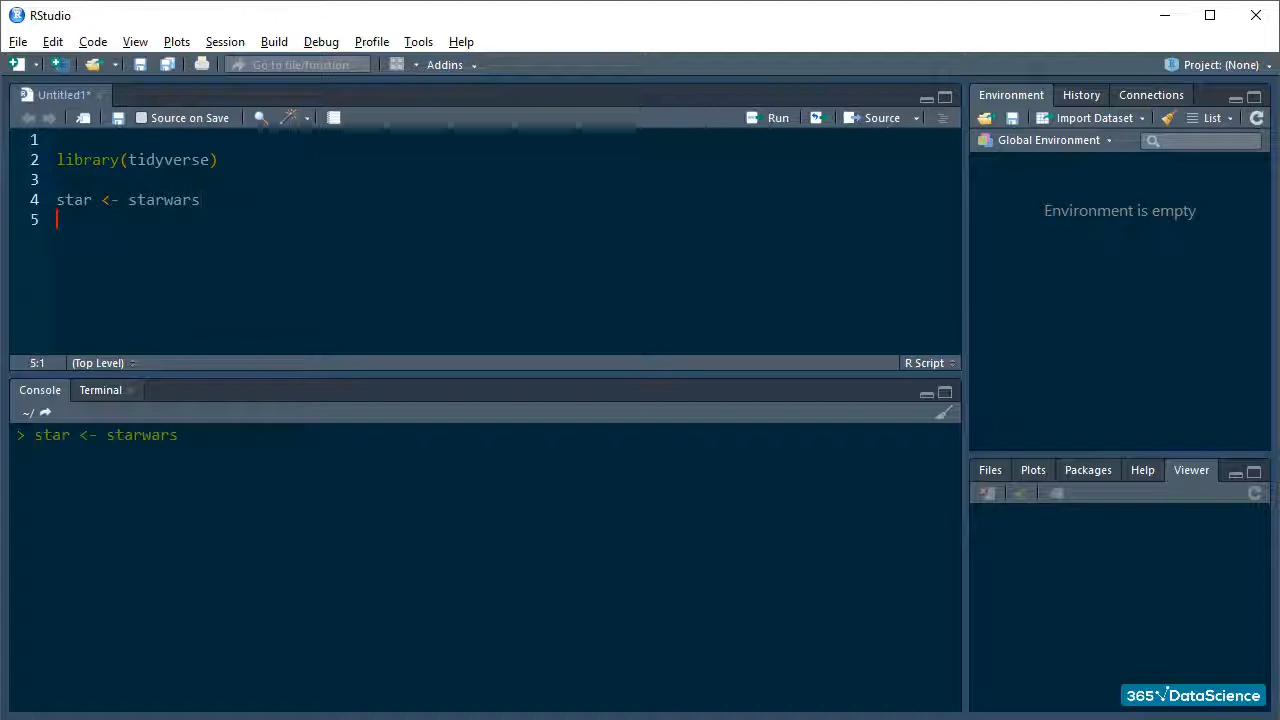 RStudio
File Edit Code View Plots Session Build Debug Profile Tools Help
Go to file/function Addins Project: (None)
Untitled1*
Source on Save Run Source
1
2 library(tidyverse)
3
4 star <- starwars
5
5:1 (Top Level) R Script
Console Terminal
~/
> star <- starwars
Environment History Connections
Import Dataset List
Global Environment
Environment is empty
Files Plots Packages Help Viewer
365 DataScience